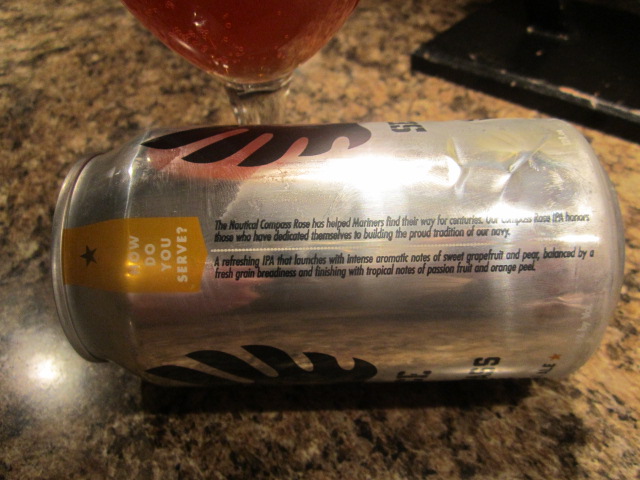 HOW
DO
YOU
SERVE?
The Nautical Compass Rose has helped Mariners find their way for centuries. Our Compass Rose IPA honors
those who have dedicated themselves to building the proud tradition of our navy.
A refreshing IPA that launches with intense aromatic notes of sweet grapefruit and pear, balanced by a
fresh grain breadiness and finishing with tropical notes of passion fruit and orange peel.